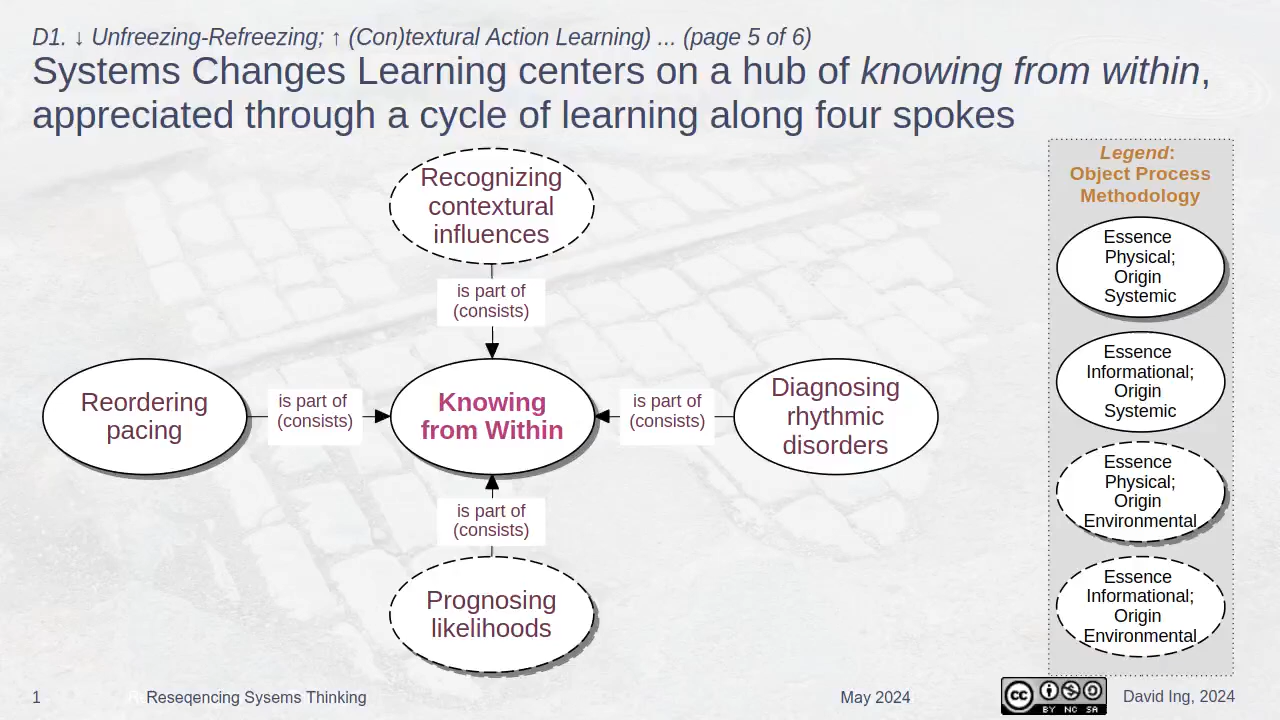 D1. ↓ Unfreezing-Refreezing; ↑ (Con)textural Action Learning) ... (page 5 of 6)
Systems Changes Learning centers on a hub of knowing from within,
appreciated through a cycle of learning along four spokes
Recognizing
contextural
influences
is part of
(consists)
Reordering
pacing
is part of
(consists)
Knowing
from Within
is part of
(consists)
Diagnosing
rhythmic
disorders
is part of
(consists)
Prognosing
likelihoods
Legend:
Object Process
Methodology
Essence
Physical;
Origin
Systemic
Essence
Informational;
Origin
Systemic
Essence
Physical;
Origin
Environmental
Essence
Informational;
Origin
Environmental
1
Reseqencing Sysems Thinking
May 2024
cc
BY NC SA
David Ing, 2024